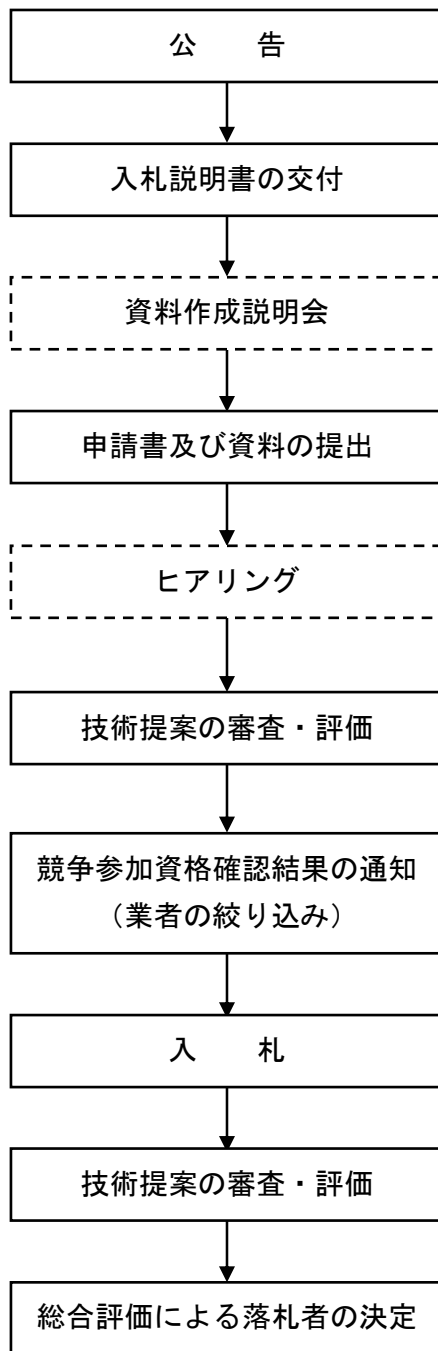 公　　告
入札説明書の交付
資料作成説明会
申請書及び資料の提出
ヒアリング
技術提案の審査・評価
競争参加資格確認結果の通知
（業者の絞り込み）
入　　札
技術提案の審査・評価
総合評価による落札者の決定